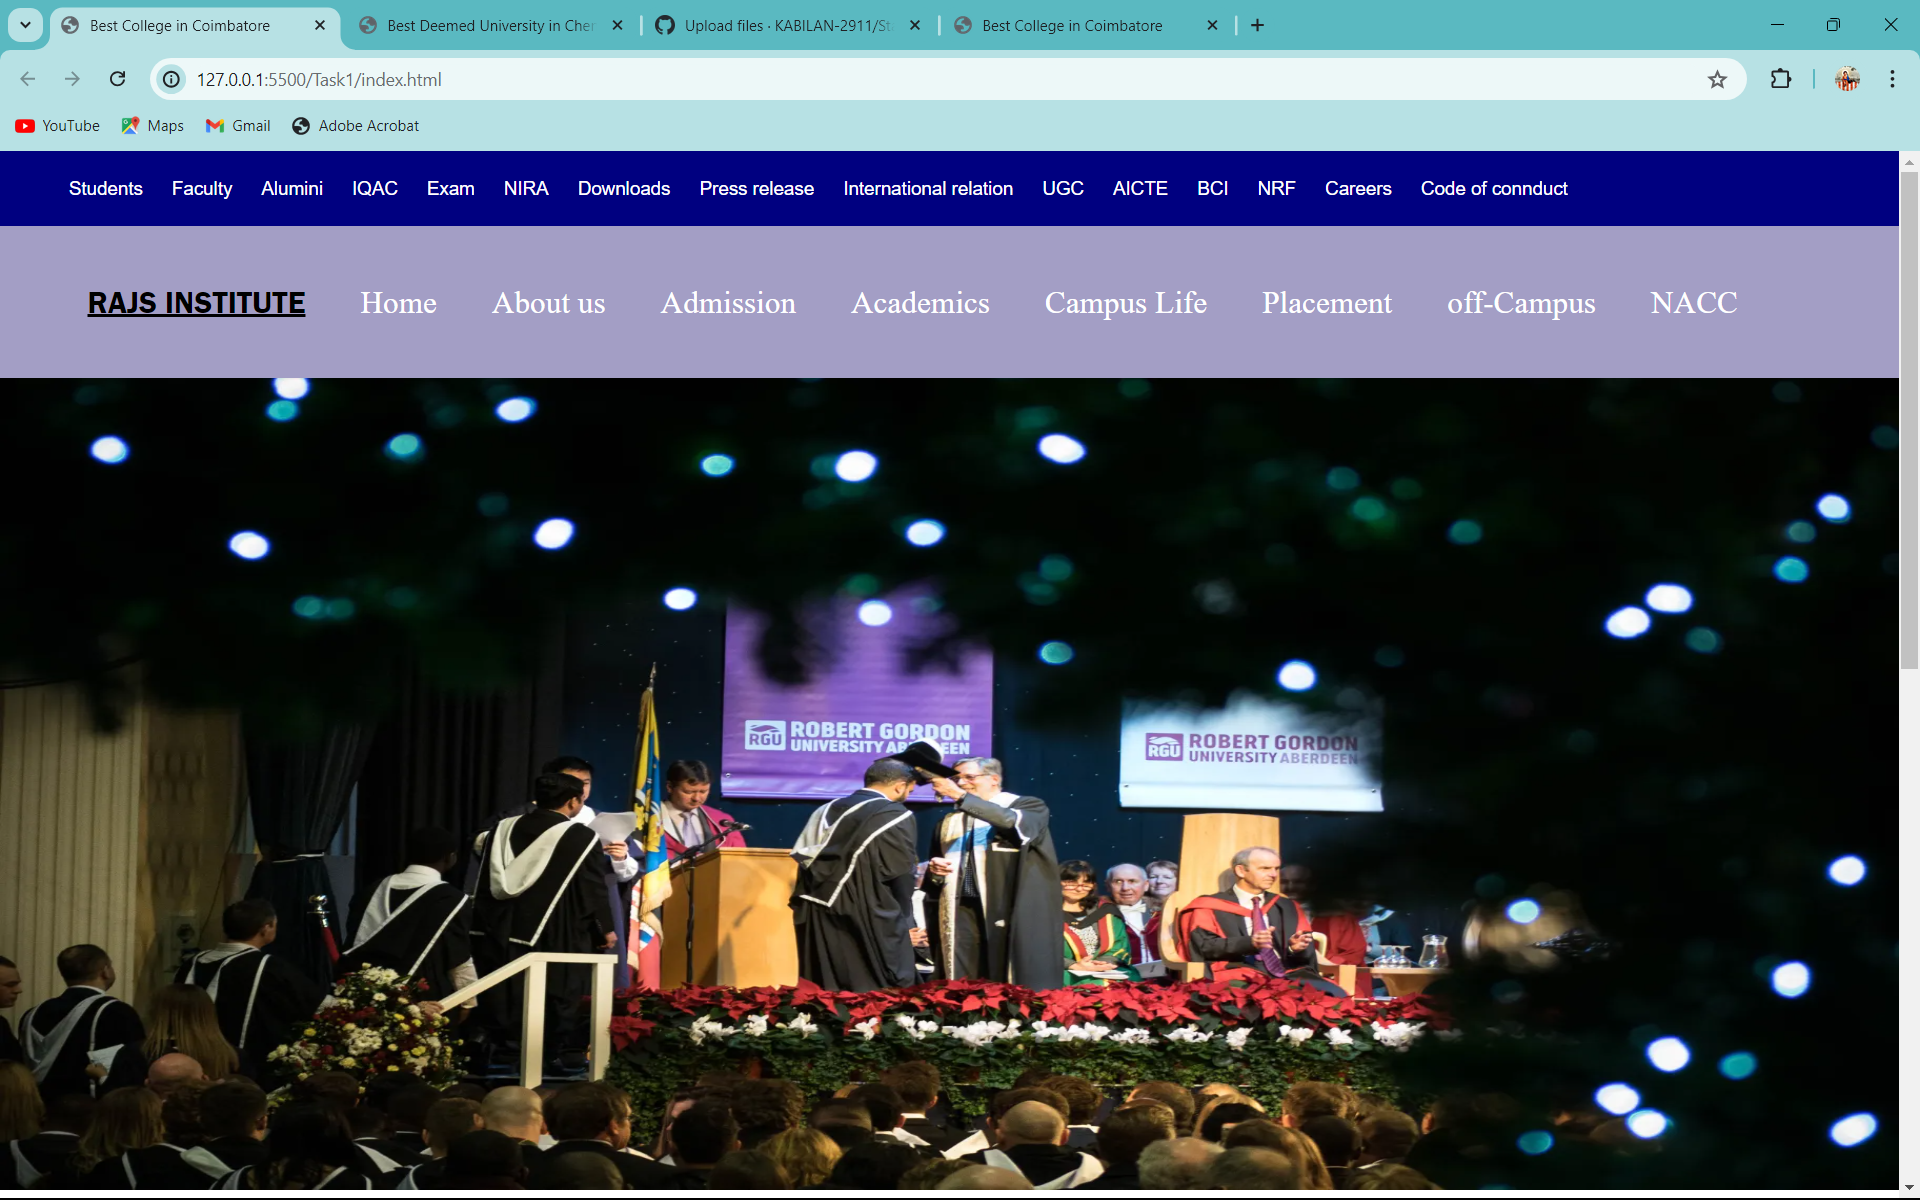 Best College in Coimbatore
Best Deemed University in Cher
Upload files · KABILAN-2911/St
Best College in Coimbatore
127.0.0.1:5500/Task1/index.html
YouTube Maps Gmail Adobe Acrobat
Students Faculty Alumini IQAC Exam NIRA Downloads Press release International relation UGC AICTE BCI NRF Careers Code of connduct
RAJS INSTITUTE Home About us Admission Academics Campus Life Placement off-Campus NACC
RGU ROBERT GORDON
UNIVERSITY ABERDEEN
RGU ROBERT GORDON
UNIVERSITY ABERDEEN